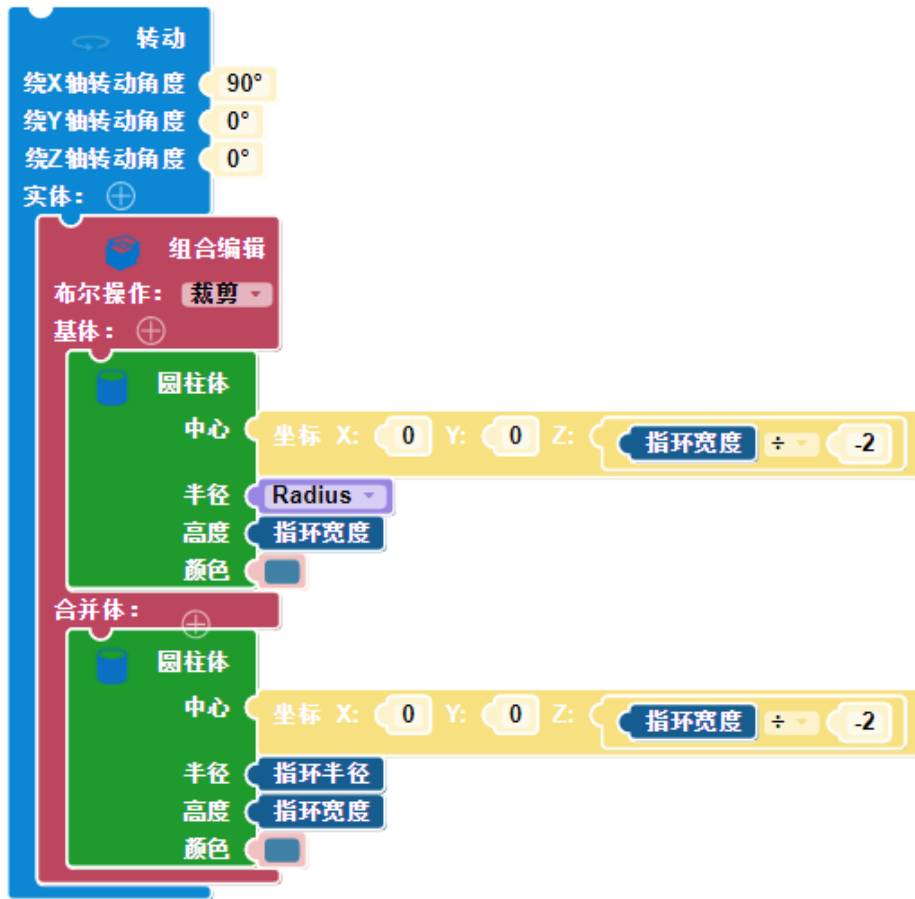 转动
绕X轴转动角度 90°
绕Y轴转动角度 0°
绕Z轴转动角度 0°
实体：
组合编辑
布尔操作： 裁剪
基体：
圆柱体
中心 坐标 X: 0 Y: 0 Z: 指环宽度 ÷ -2
半径 Radius
高度 指环宽度
颜色
合并体：
圆柱体
中心 坐标 X: 0 Y: 0 Z: 指环宽度 ÷ -2
半径 指环半径
高度 指环宽度
颜色